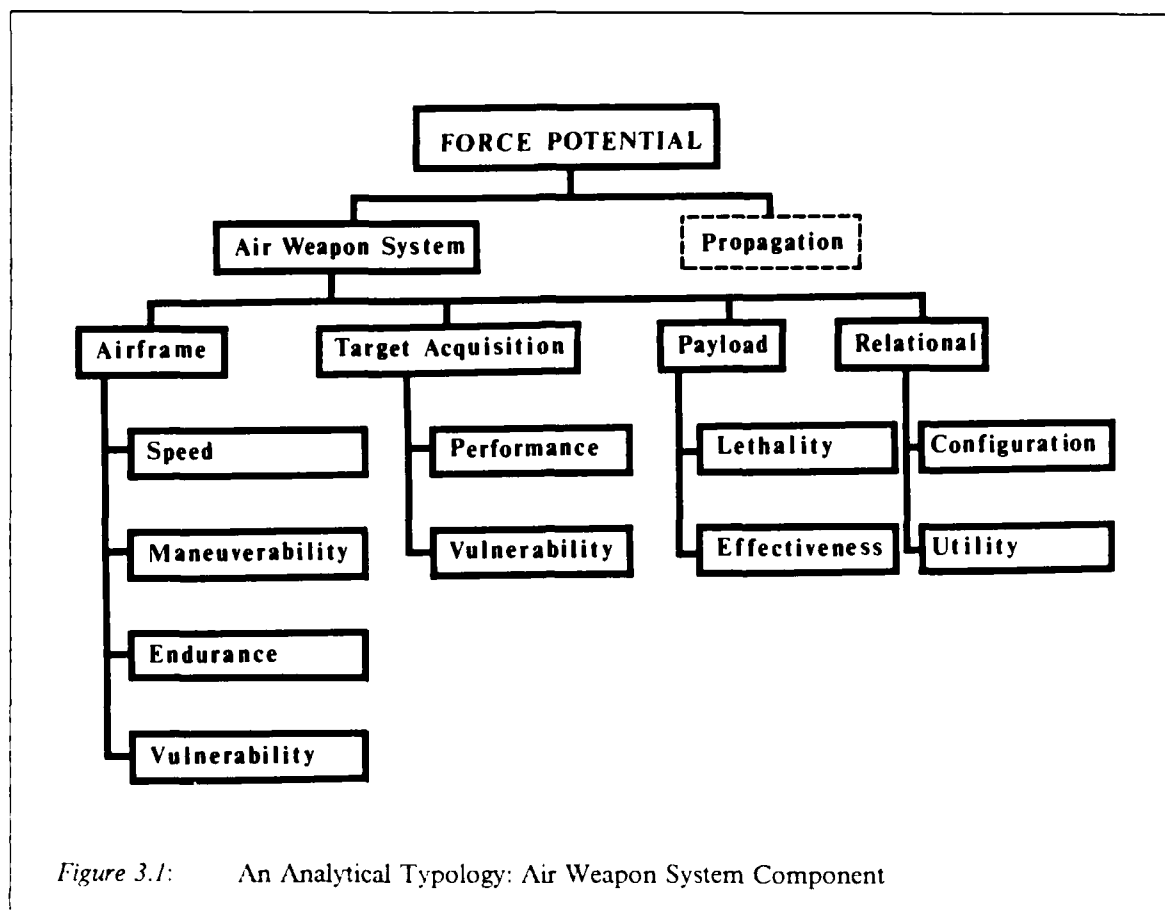 FORCE POTENTIAL
Air Weapon System
Propagation
Airframe
Target Acquisition
Payload
Relational
Speed
Performance
Lethality
Configuration
Maneuverability
Vulnerability
Effectiveness
Utility
Endurance
Vulnerability
Figure 3.1: An Analytical Typology: Air Weapon System Component